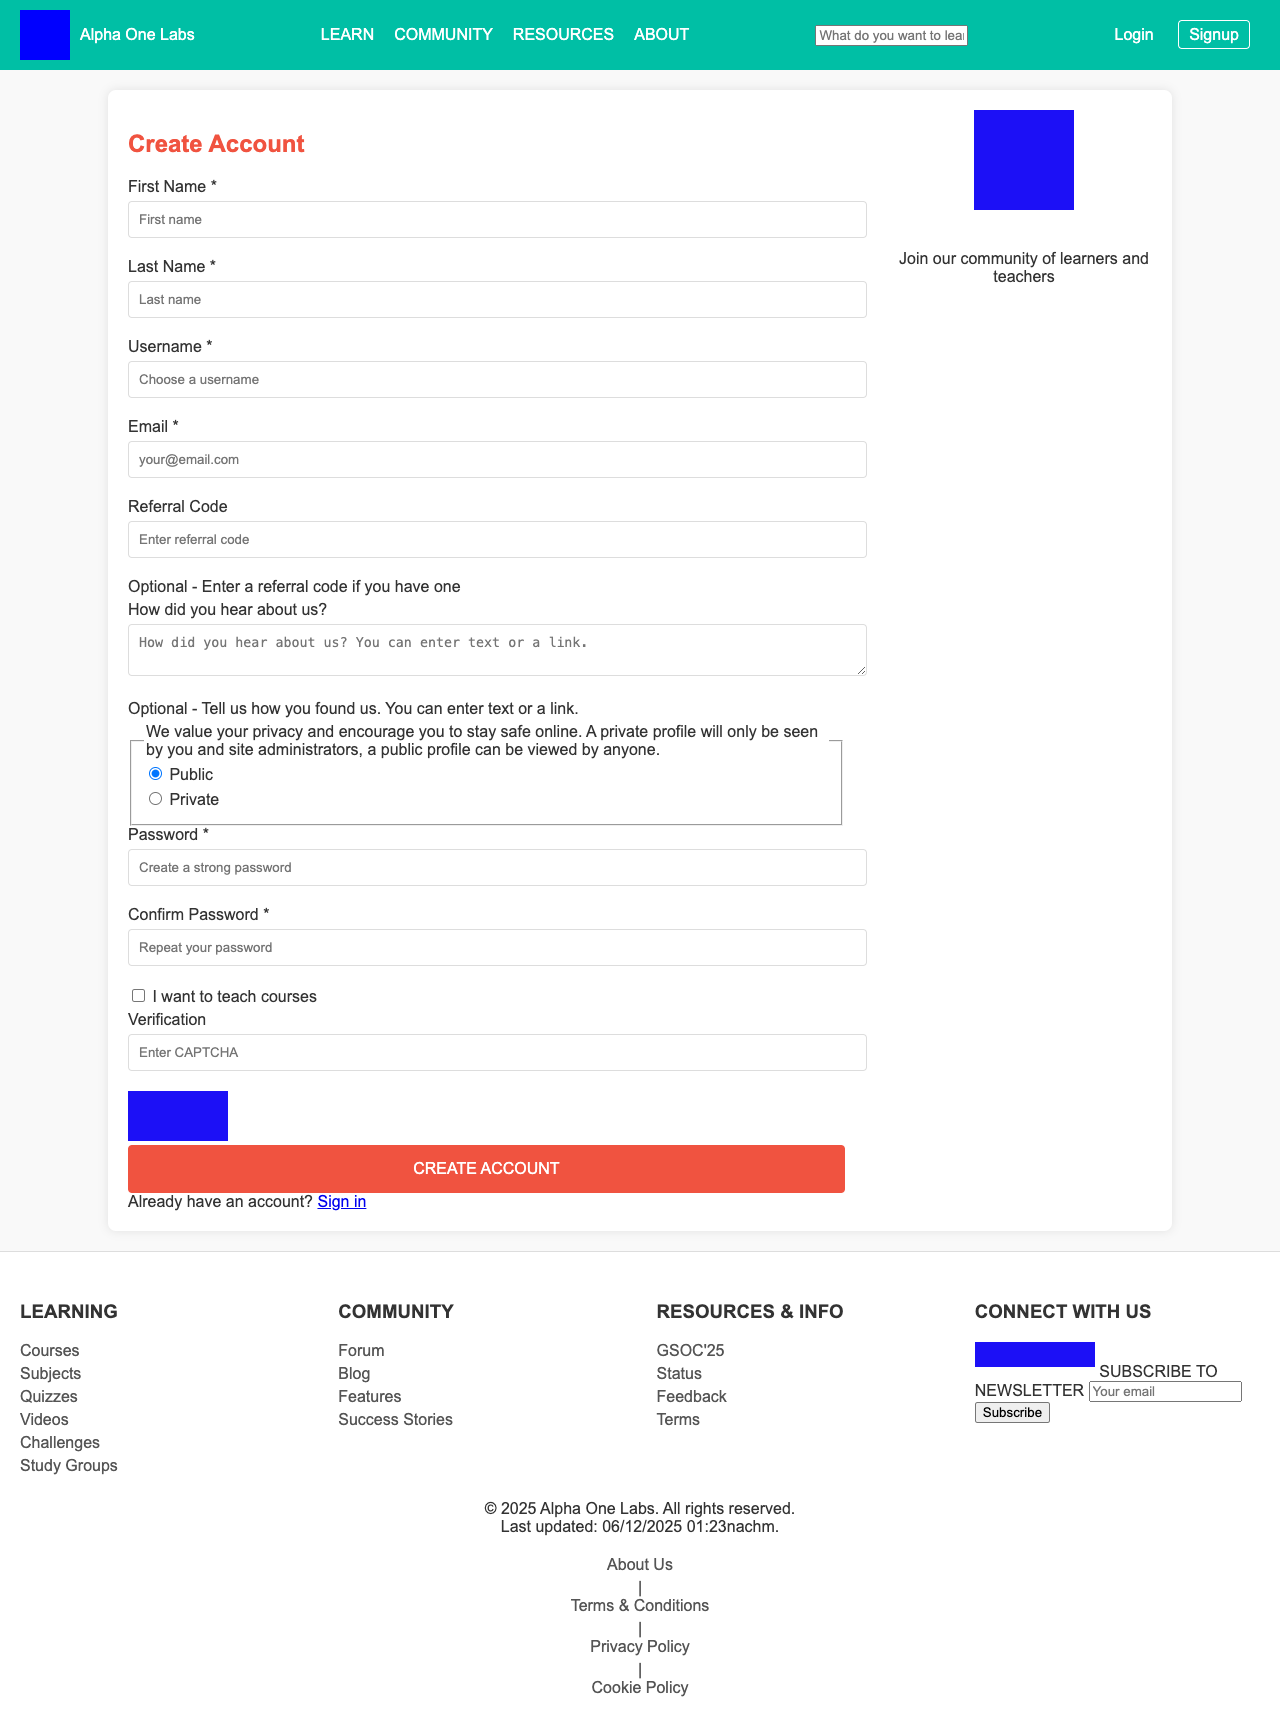 Alpha One Labs
LEARN COMMUNITY RESOURCES ABOUT
What do you want to lear
Login Signup
Create Account
First Name *
First name
Last Name *
Last name
Username *
Choose a username
Email *
your@email.com
Referral Code
Enter referral code
Optional - Enter a referral code if you have one
How did you hear about us?
How did you hear about us? You can enter text or a link.
Optional - Tell us how you found us. You can enter text or a link.
We value your privacy and encourage you to stay safe online. A private profile will only be seen
by you and site administrators, a public profile can be viewed by anyone.
Public
Private
Password *
Create a strong password
Confirm Password *
Repeat your password
I want to teach courses
Verification
Enter CAPTCHA
CREATE ACCOUNT
Already have an account? Sign in
Join our community of learners and
teachers
LEARNING
Courses
Subjects
Quizzes
Videos
Challenges
Study Groups
COMMUNITY
Forum
Blog
Features
Success Stories
RESOURCES & INFO
GSOC'25
Status
Feedback
Terms
CONNECT WITH US
SUBSCRIBE TO
NEWSLETTER Your email
Subscribe
© 2025 Alpha One Labs. All rights reserved.
Last updated: 06/12/2025 01:23nachm.
About Us
|
Terms & Conditions
|
Privacy Policy
|
Cookie Policy